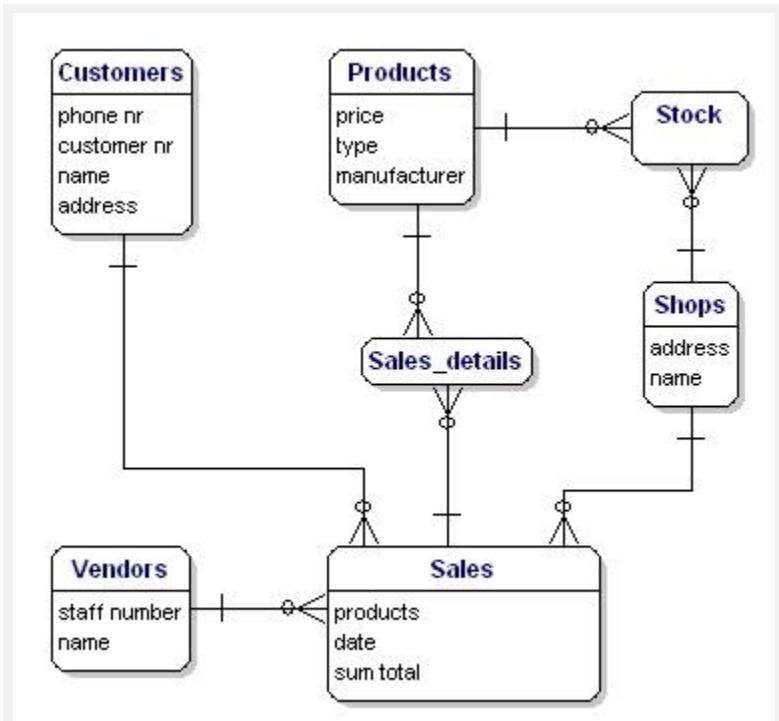 Customers
phone nr
customer nr
name
address
Products
price
type
manufacturer
Stock
Shops
address
name
Sales_details
Vendors
staff number
name
Sales
products
date
sum total